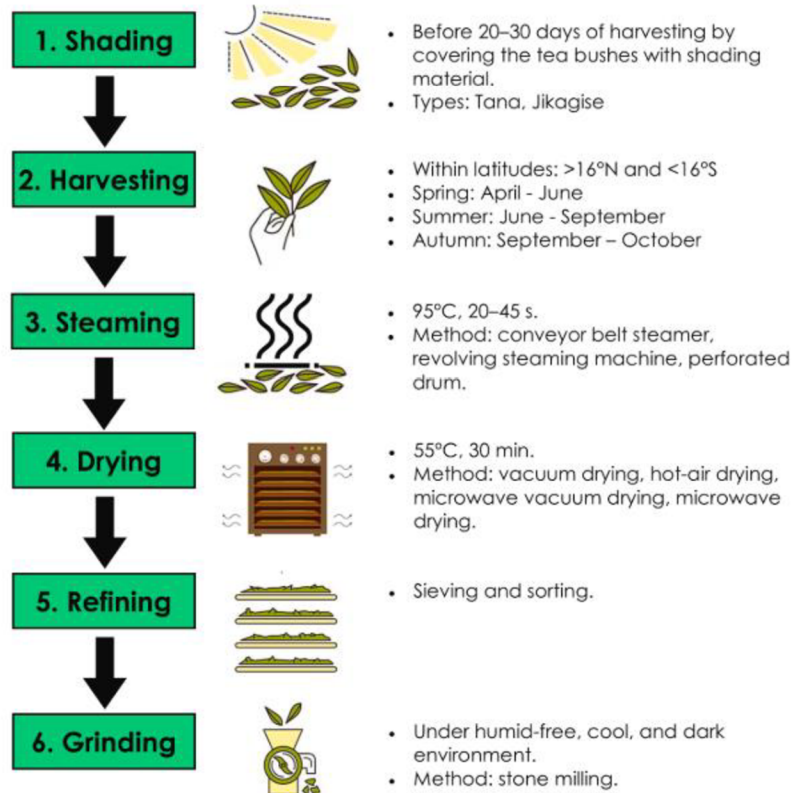 1. Shading
• Before 20–30 days of harvesting by
covering the tea bushes with shading
material.
• Types: Tana, Jikagise
2. Harvesting
• Within latitudes: >16°N and <16°S
• Spring: April - June
• Summer: June - September
• Autumn: September – October
3. Steaming
• 95°C, 20–45 s.
• Method: conveyor belt steamer,
revolving steaming machine, perforated
drum.
4. Drying
• 55°C, 30 min.
• Method: vacuum drying, hot-air drying,
microwave vacuum drying, microwave
drying.
5. Refining
• Sieving and sorting.
6. Grinding
• Under humid-free, cool, and dark
environment.
• Method: stone milling.